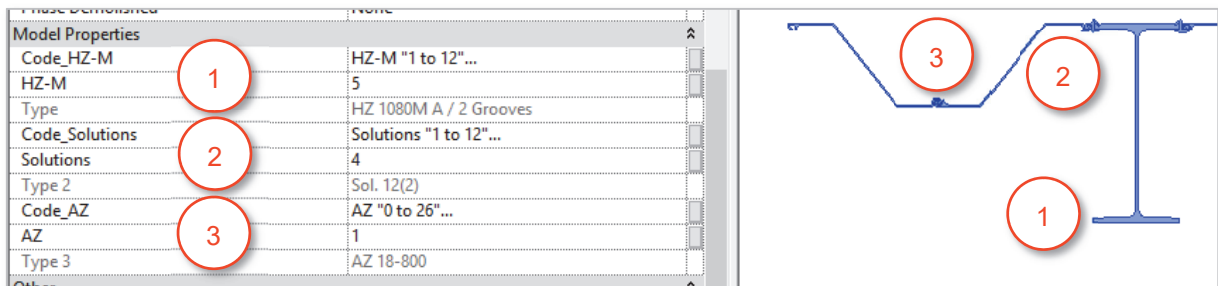 Phase Demolished None
Model Properties
Code_HZ-M HZ-M "1 to 12"...
HZ-M 5
Type HZ 1080M A / 2 Grooves
Code_Solutions Solutions "1 to 12"...
Solutions 4
Type 2 Sol. 12(2)
Code_AZ AZ "0 to 26"...
AZ 1
Type 3 AZ 18-800
Other
1
2
3
3
2
1